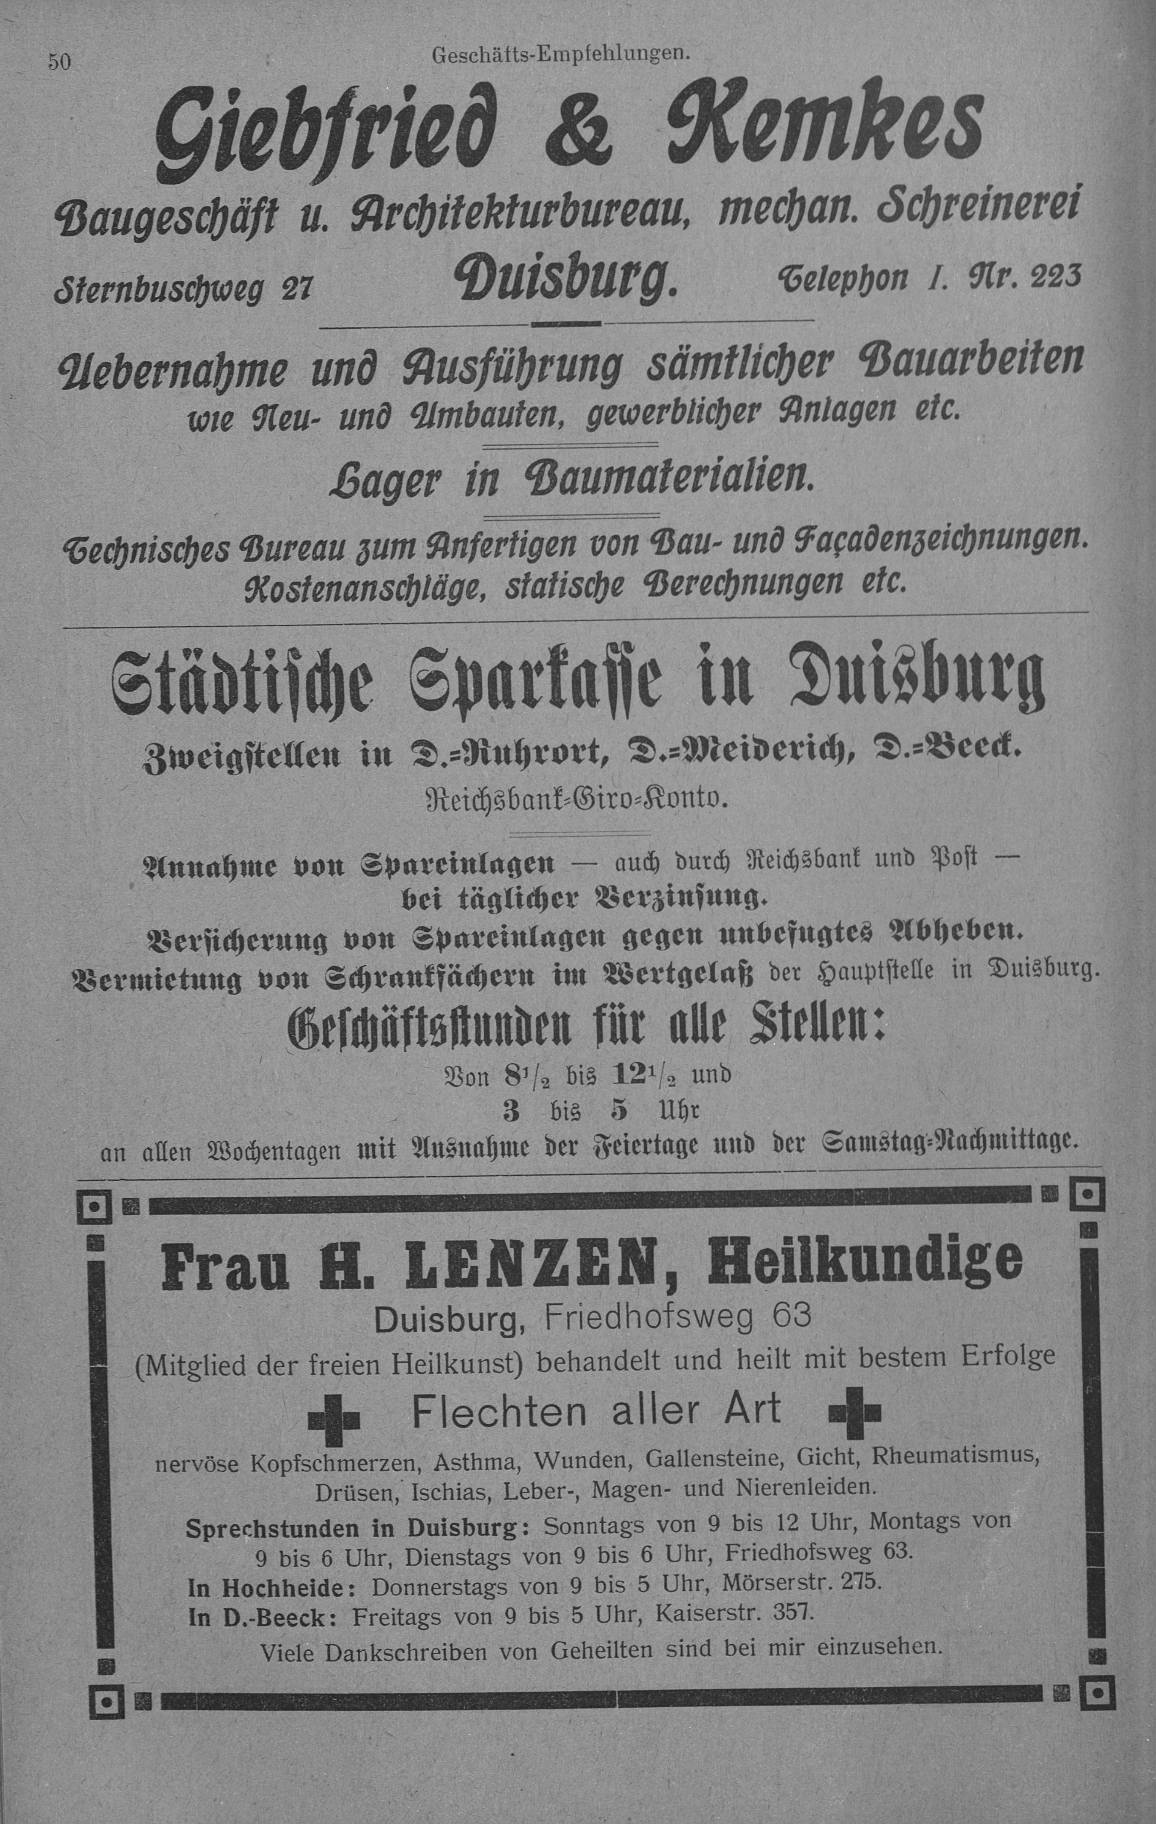 50
Geschäfts-Empfehlungen.
Giebfried & Kemkes
Baugeschäft u. Architekturbureau, mechan. Schreinerei
Sternbuschweg 27 Duisburg. Telephon I. Nr. 223
Uebernahme und Ausführung sämtlicher Bauarbeiten
wie Neu- und Umbauten, gewerblicher Anlagen etc.
Lager in Baumaterialien.
Technisches Bureau zum Anfertigen von Bau- und Façadenzeichnungen.
Kostenanschläge, statische Berechnungen etc.
Städtische Sparkasse in Duisburg
Zweigstellen in D.-Ruhrort, D.-Meiderich, D.-Beeck.
Reichsbank-Giro-Konto.
Annahme von Spareinlagen — auch durch Reichsbank und Post —
bei täglicher Verzinsung.
Versicherung von Spareinlagen gegen unbefugtes Abheben.
Vermietung von Schrankfächern im Wertgelaß der Hauptstelle in Duisburg.
Geschäftsstunden für alle Stellen:
Von 8½ bis 12½ und
3 bis 5 Uhr
an allen Wochentagen mit Ausnahme der Feiertage und der Samstag-Nachmittage.
Frau H. LENZEN, Heilkundige
Duisburg, Friedhofsweg 63
(Mitglied der freien Heilkunst) behandelt und heilt mit bestem Erfolge
Flechten aller Art
nervöse Kopfschmerzen, Asthma, Wunden, Gallensteine, Gicht, Rheumatismus,
Drüsen, Ischias, Leber-, Magen- und Nierenleiden.
Sprechstunden in Duisburg: Sonntags von 9 bis 12 Uhr, Montags von
9 bis 6 Uhr, Dienstags von 9 bis 6 Uhr, Friedhofsweg 63.
In Hochheide: Donnerstags von 9 bis 5 Uhr, Mörserstr. 275.
In D.-Beeck: Freitags von 9 bis 5 Uhr, Kaiserstr. 357.
Viele Dankschreiben von Geheilten sind bei mir einzusehen.